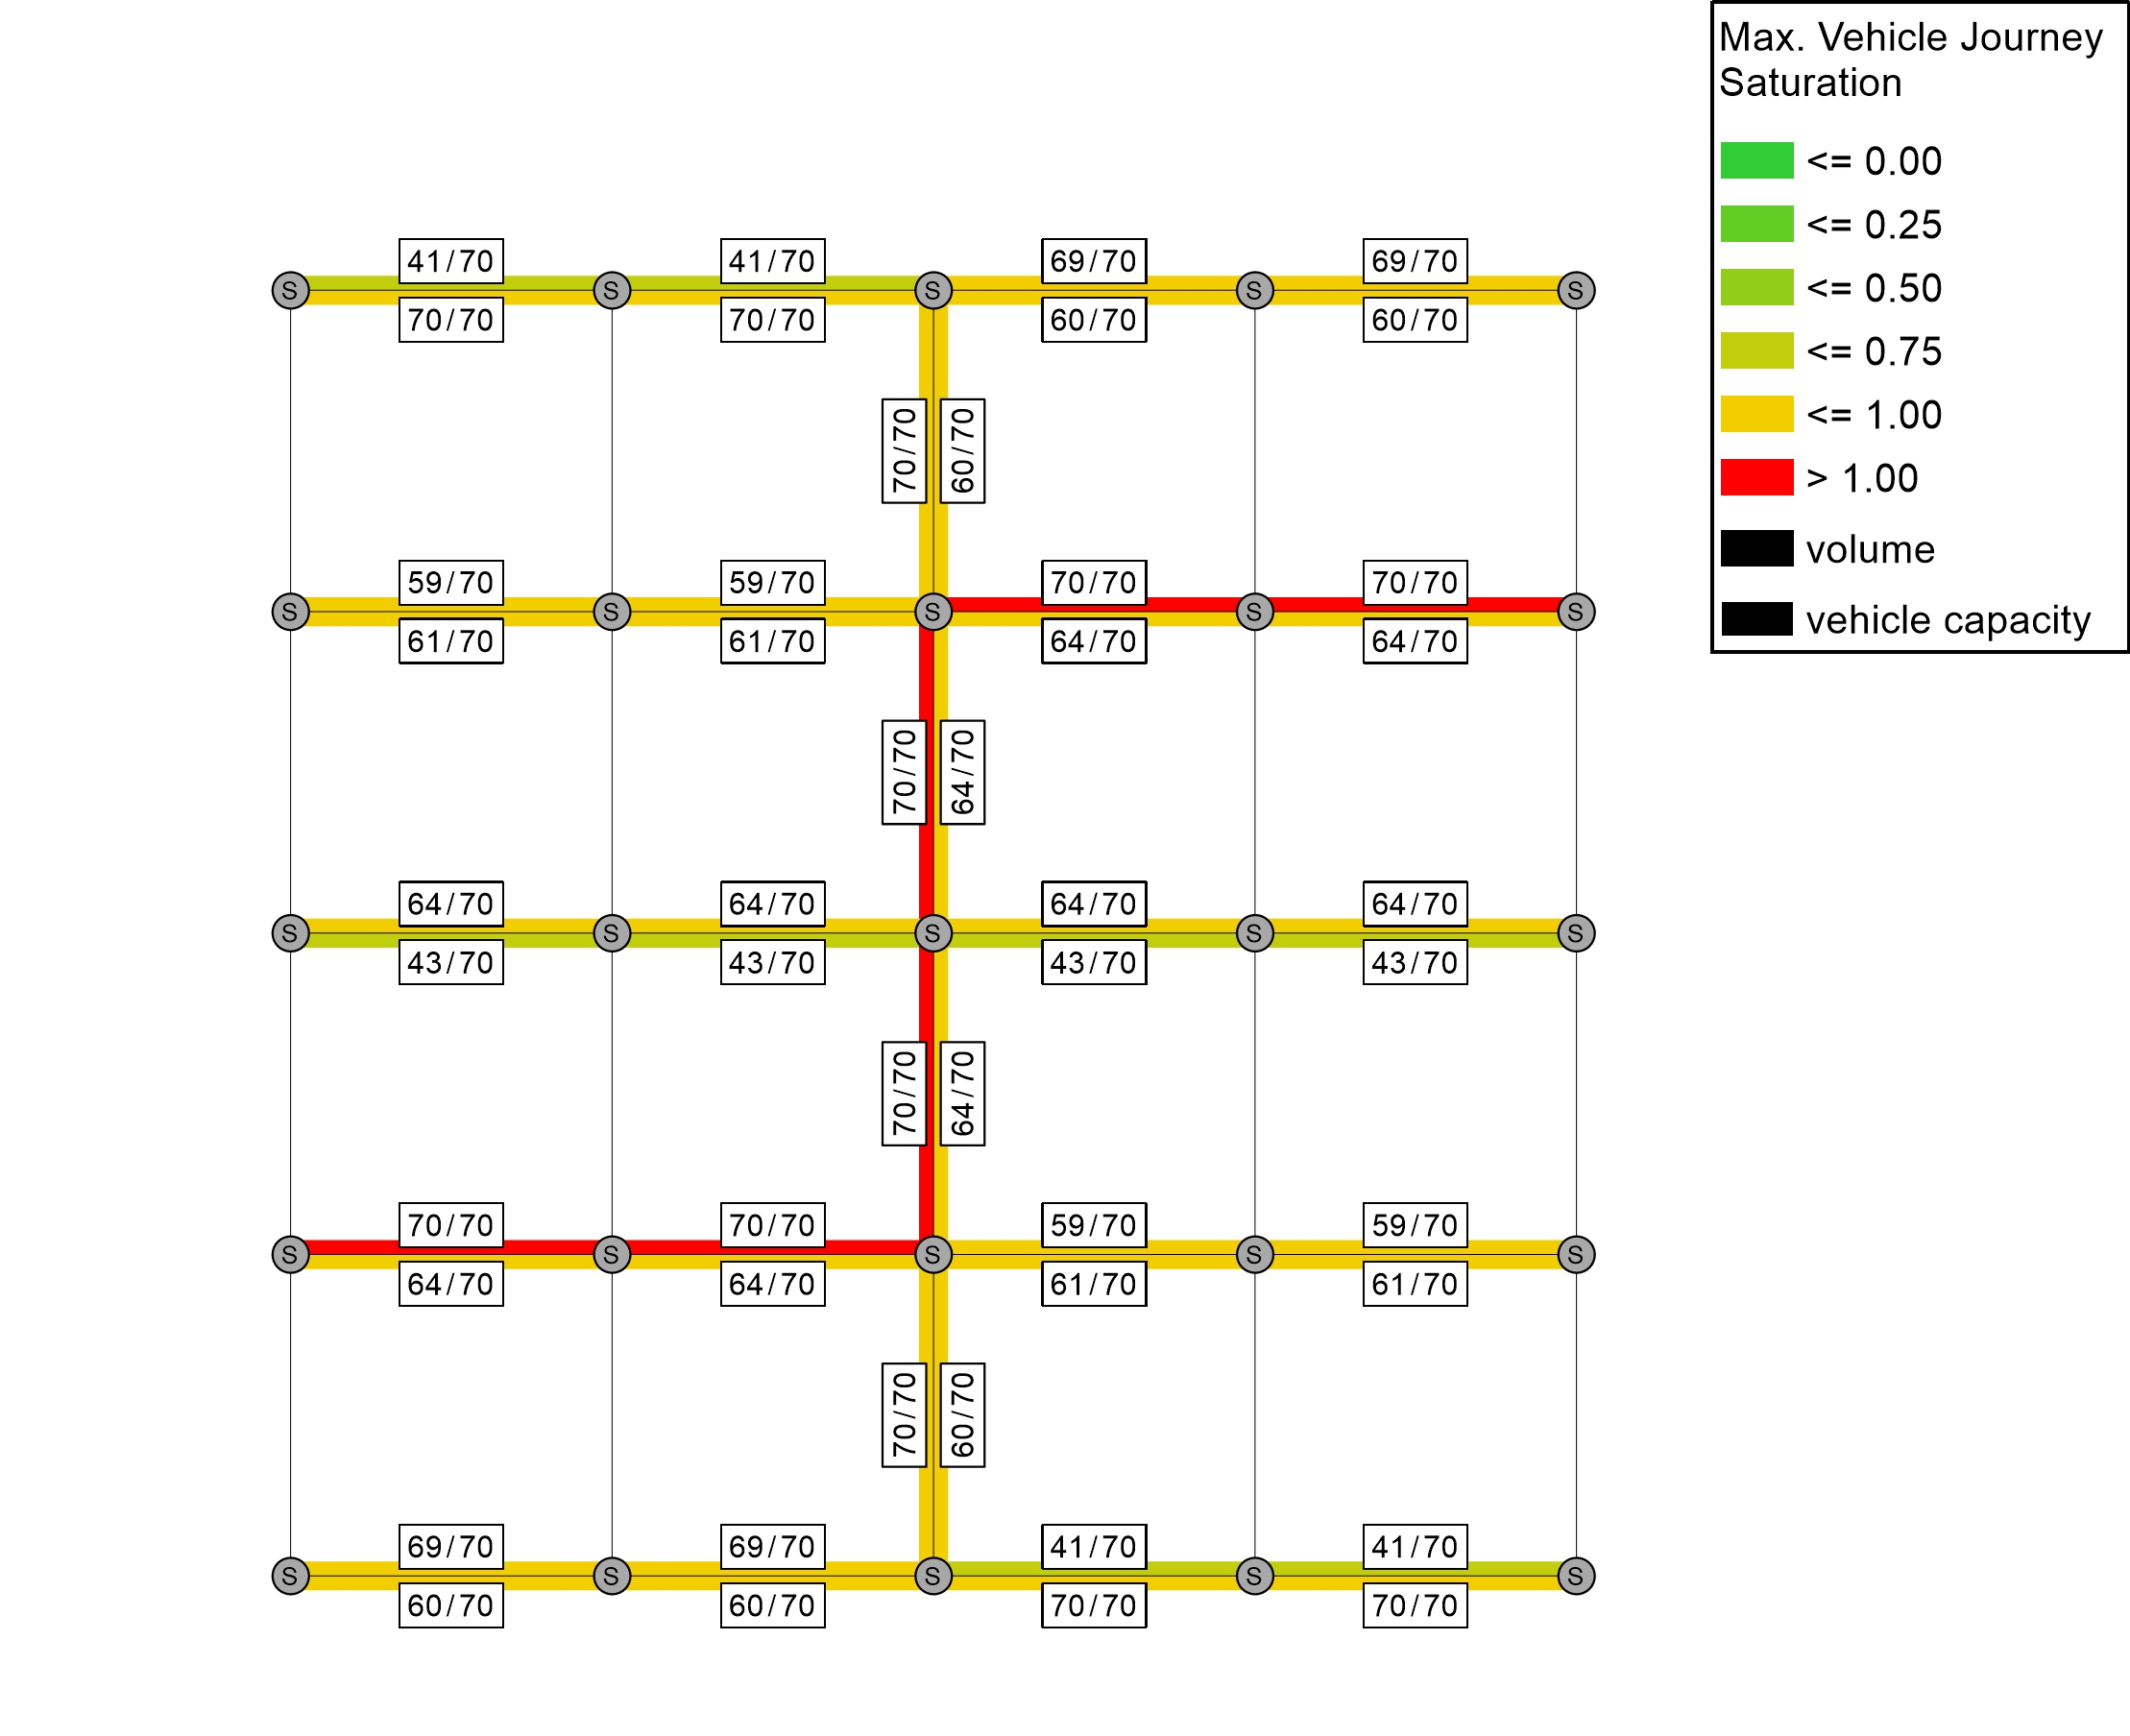 Max. Vehicle Journey
Saturation
<= 0.00
<= 0.25
<= 0.50
<= 0.75
<= 1.00
> 1.00
volume
vehicle capacity
41/70 41/70 69/70 69/70
S S S S S
70/70 70/70 60/70 60/70
70/70 60/70
59/70 59/70 70/70 70/70
S S S S S
61/70 61/70 64/70 64/70
70/70 64/70
64/70 64/70 64/70 64/70
S S S S S
43/70 43/70 43/70 43/70
70/70 64/70
70/70 70/70 59/70 59/70
S S S S S
64/70 64/70 61/70 61/70
70/70 60/70
69/70 69/70 41/70 41/70
S S S S S
60/70 60/70 70/70 70/70